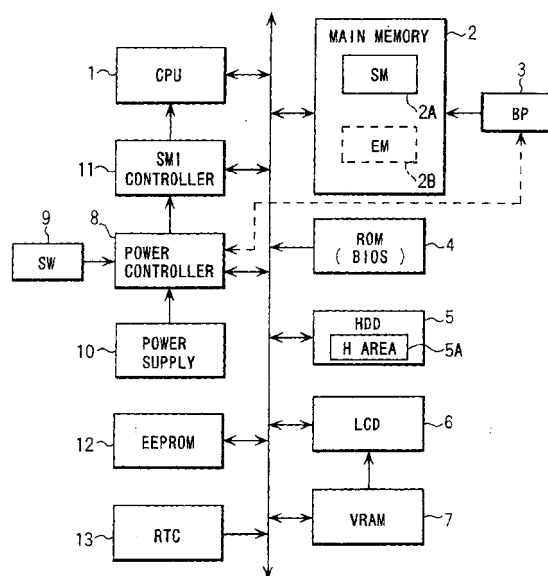 MAIN MEMORY
2
1
CPU
SM
2A
3
BP
EM
2B
11
SMI
CONTROLLER
9
SW
8
POWER
CONTROLLER
ROM
( BIOS )
4
10
POWER
SUPPLY
HDD
5
H AREA
5A
12
EEPROM
LCD
6
13
RTC
VRAM
7